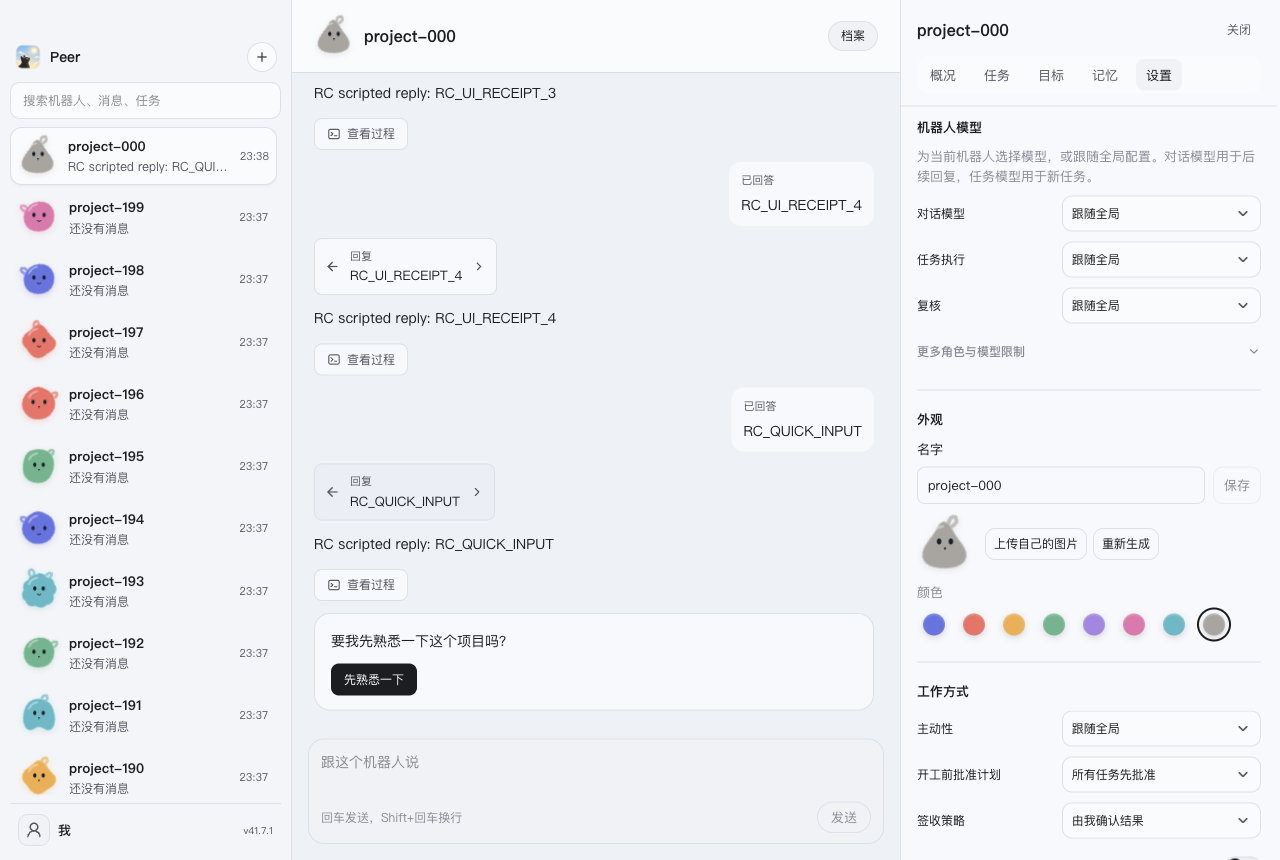 Peer
搜索机器人、消息、任务
project-000
23:38
RC scripted reply: RC_QUI...
project-199
23:37
还没有消息
project-198
23:37
还没有消息
project-197
23:37
还没有消息
project-196
23:37
还没有消息
project-195
23:37
还没有消息
project-194
23:37
还没有消息
project-193
23:37
还没有消息
project-192
23:37
还没有消息
project-191
23:37
还没有消息
project-190
23:37
还没有消息
我
v41.7.1
project-000
档案
RC scripted reply: RC_UI_RECEIPT_3
查看过程
已回答
RC_UI_RECEIPT_4
回复
RC_UI_RECEIPT_4
RC scripted reply: RC_UI_RECEIPT_4
查看过程
已回答
RC_QUICK_INPUT
回复
RC_QUICK_INPUT
RC scripted reply: RC_QUICK_INPUT
查看过程
要我先熟悉一下这个项目吗?
先熟悉一下
跟这个机器人说
回车发送，Shift+回车换行
发送
project-000
关闭
概况 任务 目标 记忆 设置
机器人模型
为当前机器人选择模型，或跟随全局配置。对话模型用于后
续回复，任务模型用于新任务。
对话模型 跟随全局
任务执行 跟随全局
复核 跟随全局
更多角色与模型限制
外观
名字
project-000 保存
上传自己的图片 重新生成
颜色
工作方式
主动性 跟随全局
开工前批准计划 所有任务先批准
签收策略 由我确认结果